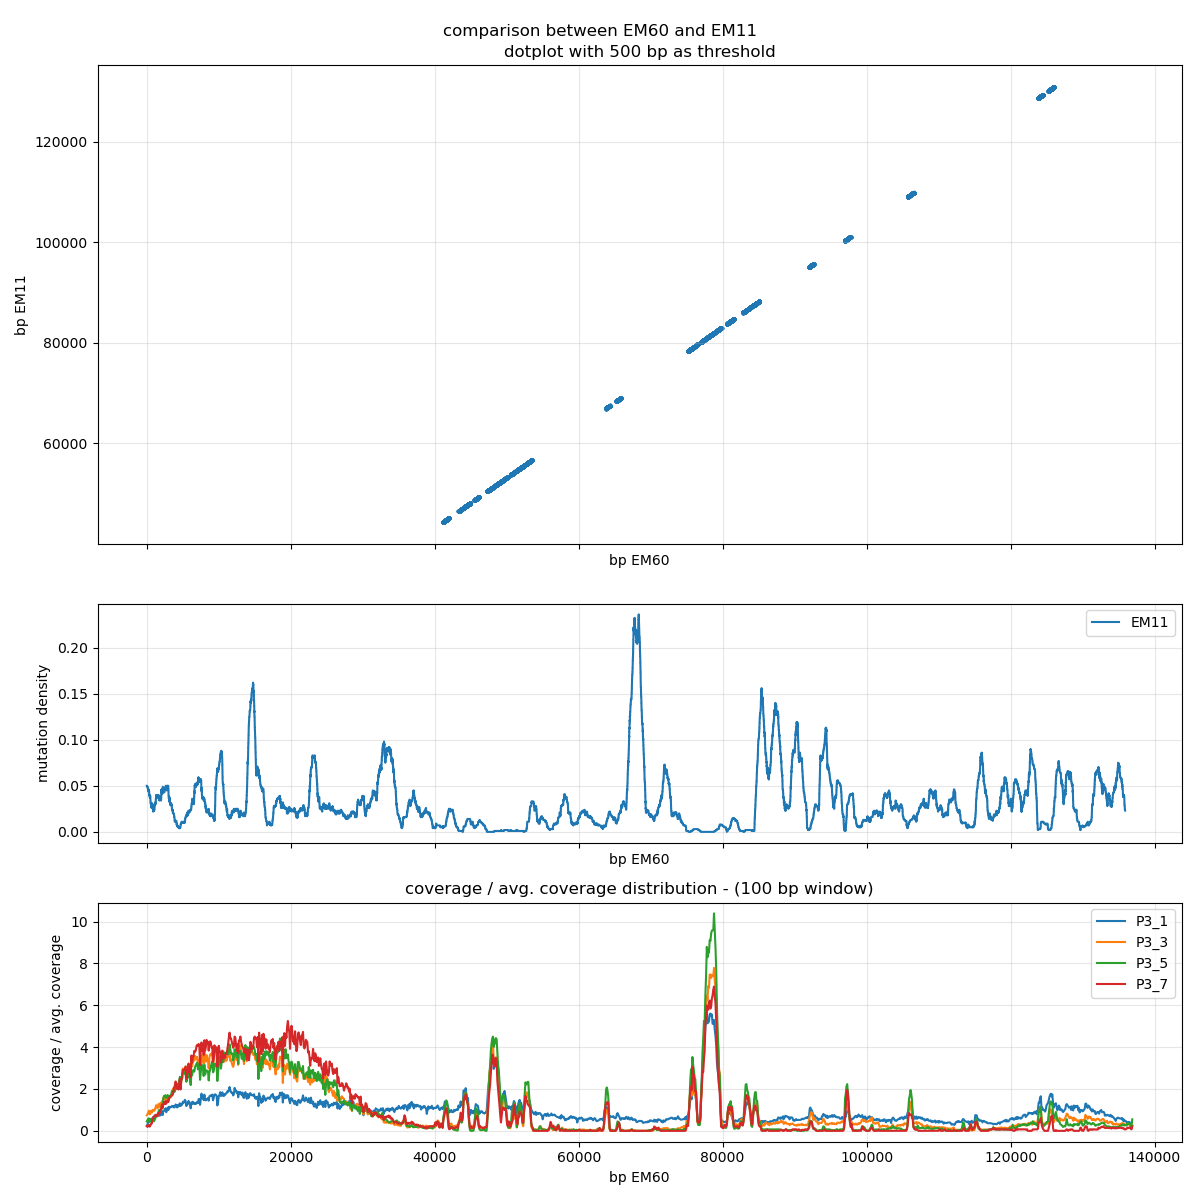 comparison between EM60 and EM11
dotplot with 500 bp as threshold
120000
100000
80000
60000
bp EM11
bp EM60
0.20
0.15
0.10
0.05
0.00
mutation density
EM11
bp EM60
coverage / avg. coverage distribution - (100 bp window)
10
8
6
4
2
0
coverage / avg. coverage
P3_1
P3_3
P3_5
P3_7
0 20000 40000 60000 80000 100000 120000 140000
bp EM60